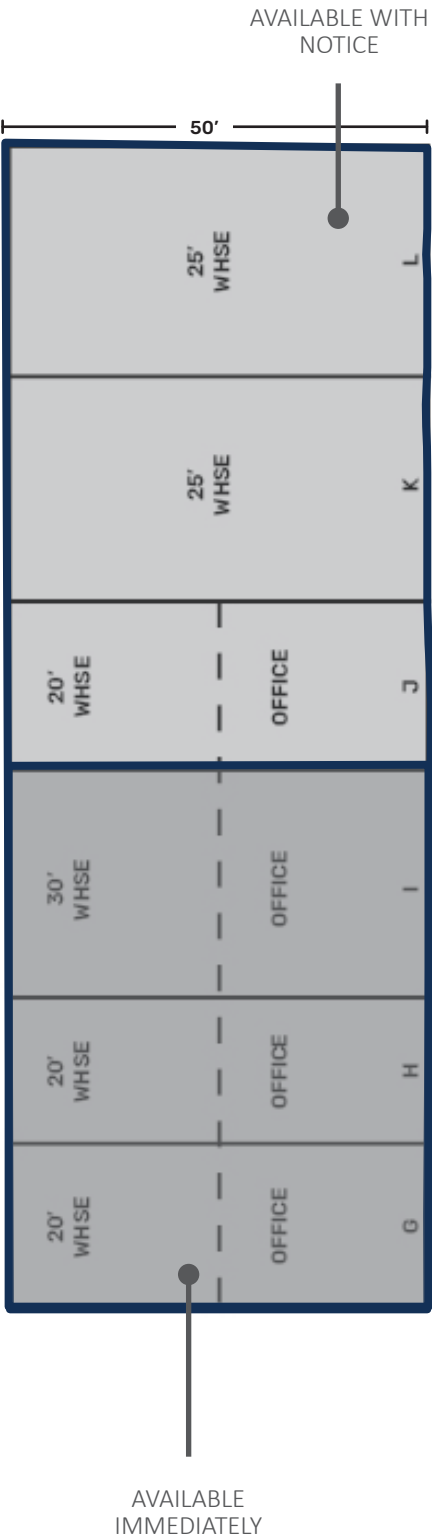 AVAILABLE WITH
NOTICE
50'
25'
WHSE
L
25'
WHSE
K
20'
WHSE
OFFICE
J
30'
WHSE
OFFICE
I
20'
WHSE
OFFICE
H
20'
WHSE
OFFICE
G
AVAILABLE
IMMEDIATELY